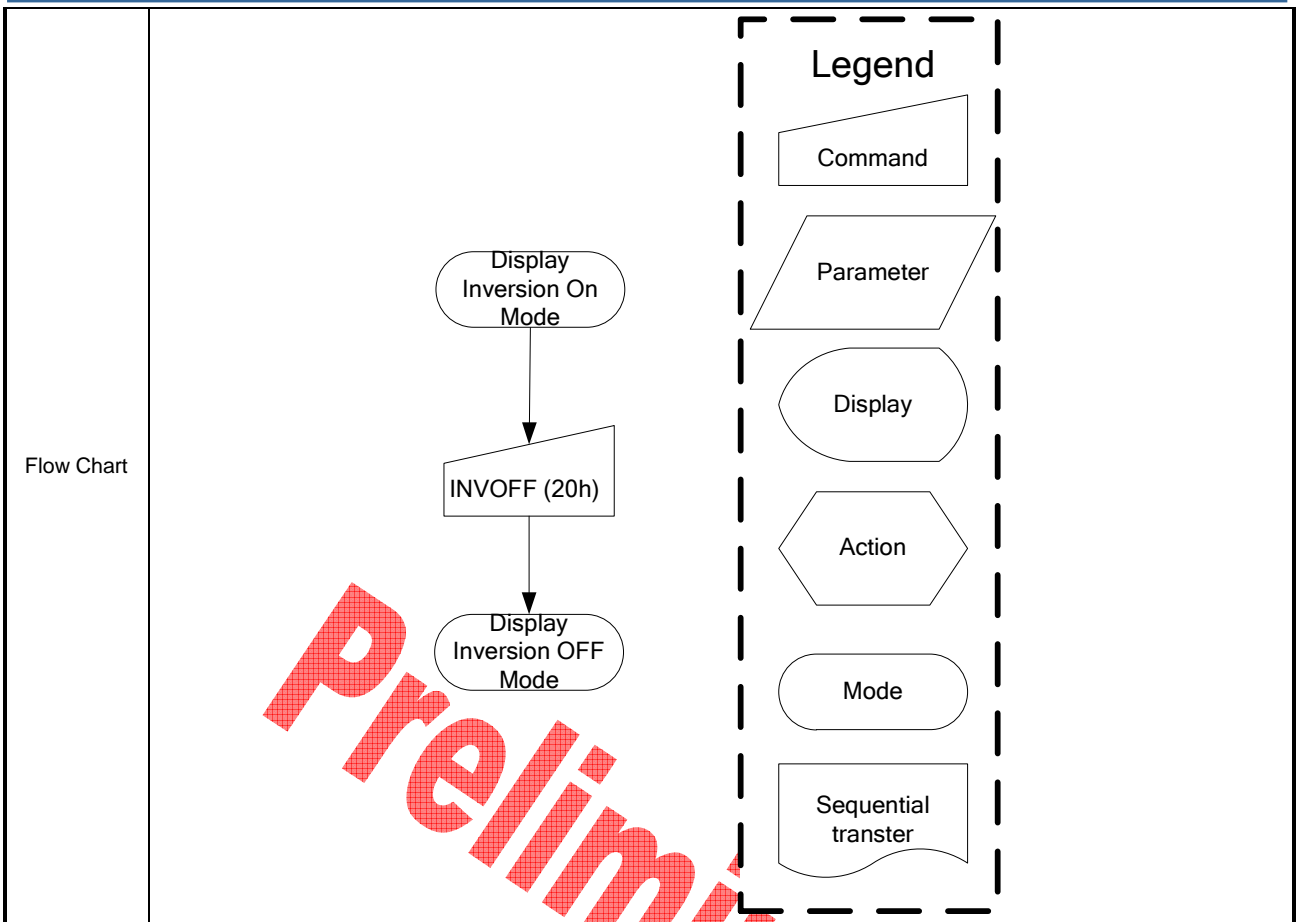 Flow Chart
Display
Inversion On
Mode
INVOFF (20h)
Display
Inversion OFF
Mode
Legend
Command
Parameter
Display
Action
Mode
Sequential
transter